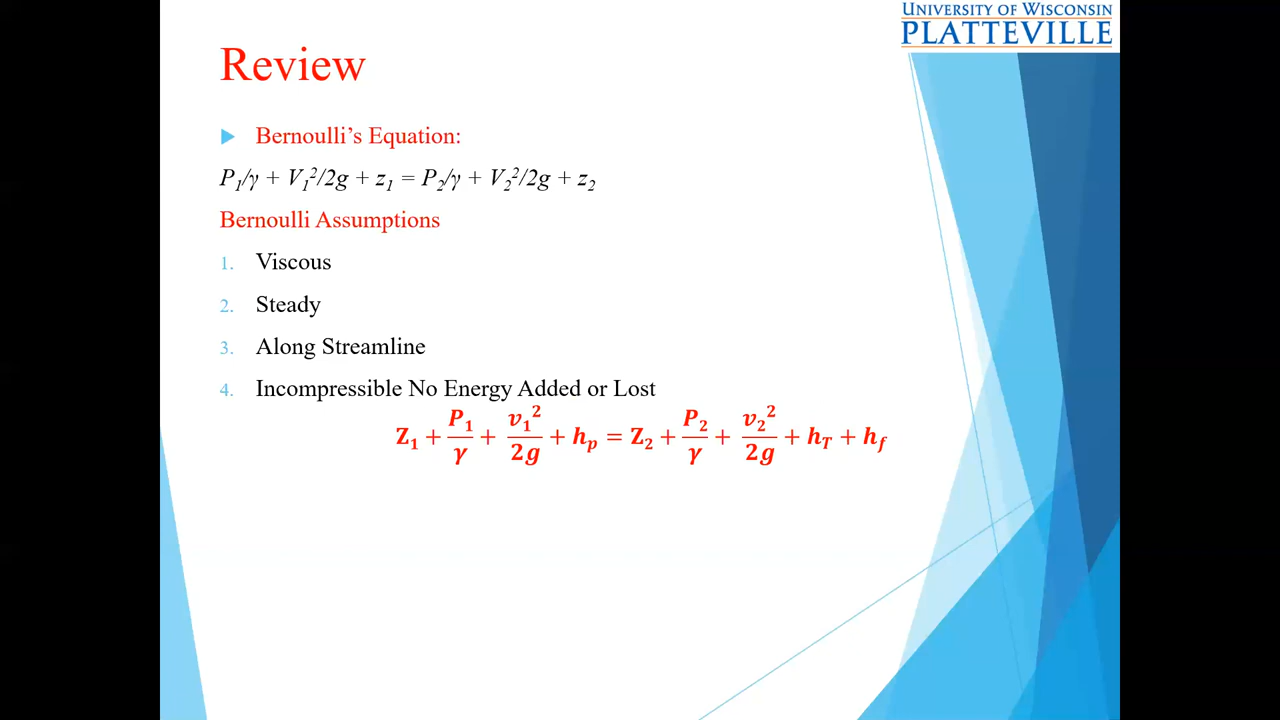 UNIVERSITY OF WISCONSIN
PLATTEVILLE
Review
Bernoulli's Equation:
P₁/γ + V₁²/2g + z₁ = P₂/γ + V₂²/2g + z₂
Bernoulli Assumptions
1. Viscous
2. Steady
3. Along Streamline
4. Incompressible No Energy Added or Lost
Z₁ + P₁/γ + v₁²/2g + hₚ = Z₂ + P₂/γ + v₂²/2g + h_T + h_f